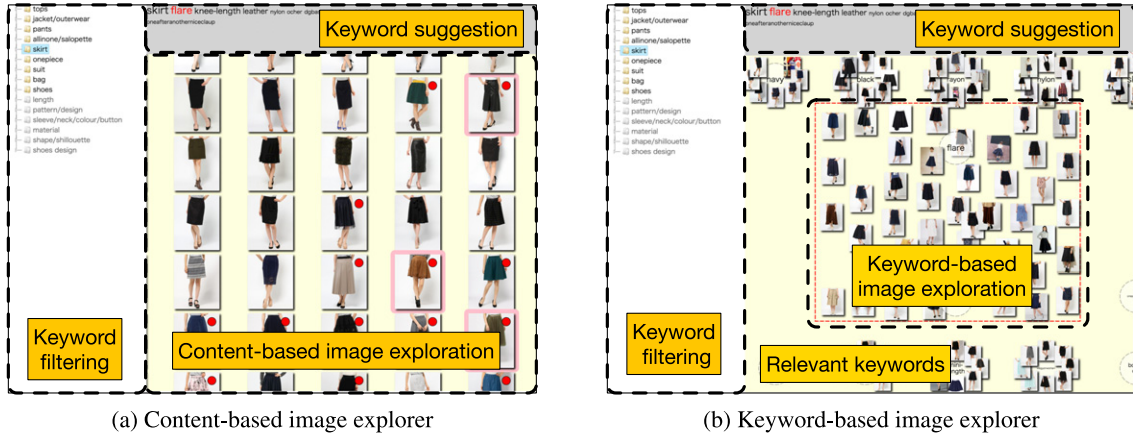 tops
jacket/outerwear
pants
allinone/salopette
skirt
onepiece
suit
bag
shoes
length
pattern/design
sleeve/neck/colour/button
material
shape/shillouette
shoes design
skirt flare knee-length leather nylon ocher
oneafteranothericeclaup
Keyword suggestion
Keyword
filtering
Content-based image exploration
(a) Content-based image explorer
tops
jacket/outerwear
pants
allinone/salopette
skirt
onepiece
suit
bag
shoes
length
pattern/design
sleeve/neck/colour/button
material
shape/shillouette
shoes design
skirt flare knee-length leather nylon ocher
oneafteranothericeclaup
Keyword suggestion
navy
black
rayon
nylon
flare
Keyword-based
image exploration
Keyword
filtering
Relevant keywords
(b) Keyword-based image explorer